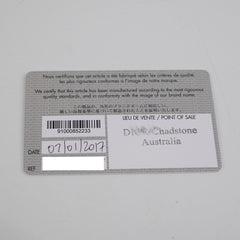 Nous certifions que cet article a été fabriqué selon les critères de qualité,
les plus rigoureux conformes à l'image de notre marque.
We certify that this article has been manufactured according to the most rigorous
quality standards, and in conformity with the image of our brand name.
LIEU DE VENTE / POINT OF SALE
91000852233
Chadstone
Australia
DATE 07/01/2017
REF